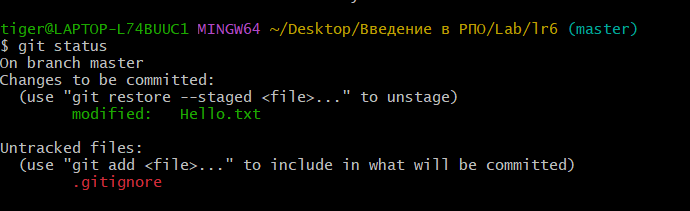 tiger@LAPTOP-L74BUUC1 MINGW64 ~/Desktop/Введение в РПО/Lab/lr6 (master)
$ git status
On branch master
Changes to be committed:
  (use "git restore --staged <file>..." to unstage)
        modified:   Hello.txt

Untracked files:
  (use "git add <file>..." to include in what will be committed)
        .gitignore